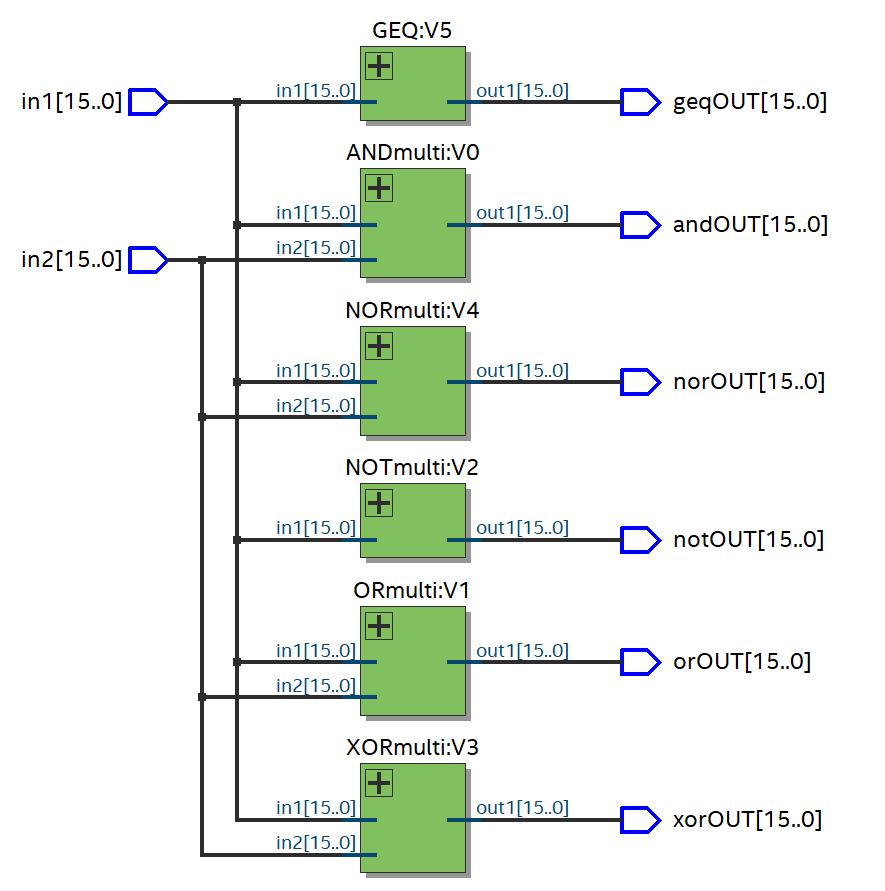 GEQ:V5
in1[15..0]
in1[15..0]
out1[15..0]
geqOUT[15..0]
ANDmulti:V0
in1[15..0]
out1[15..0]
andOUT[15..0]
in2[15..0]
in2[15..0]
NORmulti:V4
in1[15..0]
out1[15..0]
norOUT[15..0]
in2[15..0]
NOTmulti:V2
in1[15..0]
out1[15..0]
notOUT[15..0]
ORmulti:V1
in1[15..0]
out1[15..0]
orOUT[15..0]
in2[15..0]
XORmulti:V3
in1[15..0]
out1[15..0]
xorOUT[15..0]
in2[15..0]